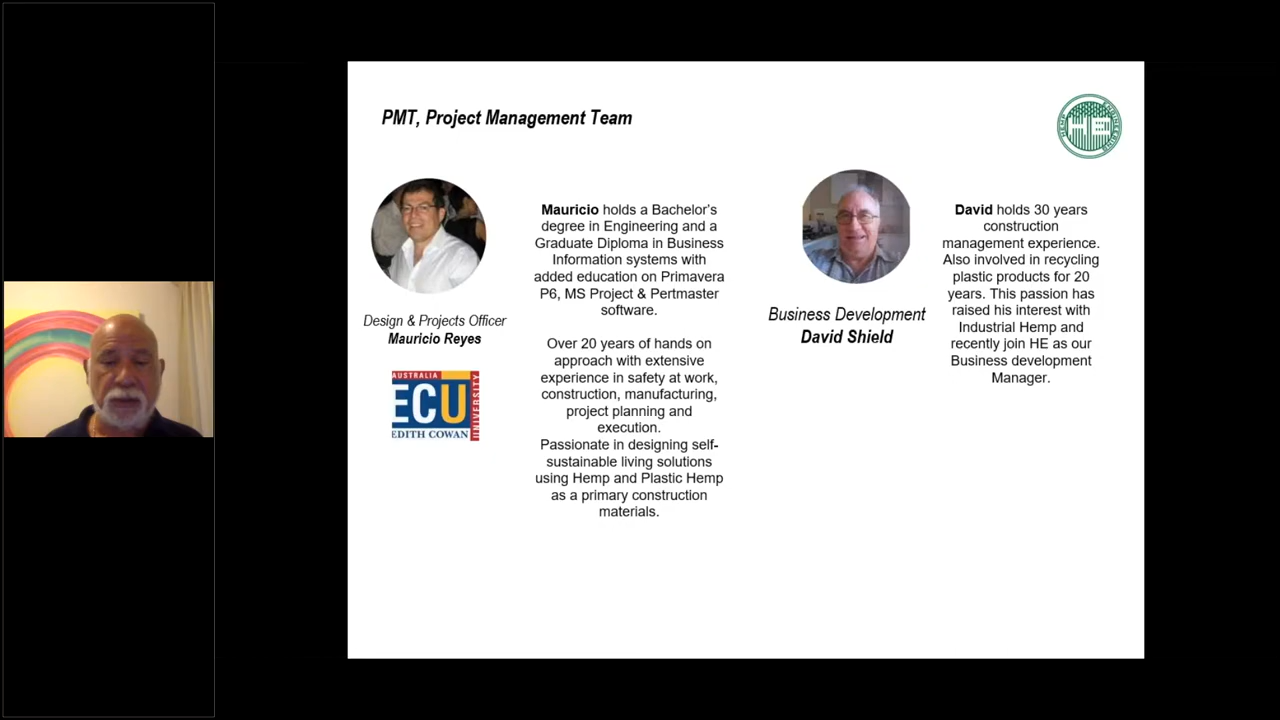 PMT, Project Management Team
HEMP ENGINEERING
HE
Design & Projects Officer
Mauricio Reyes
AUSTRALIA
ECU
UNIVERSITY
EDITH COWAN
Mauricio holds a Bachelor's
degree in Engineering and a
Graduate Diploma in Business
Information systems with
added education on Primavera
P6, MS Project & Pertmaster
software.
Over 20 years of hands on
approach with extensive
experience in safety at work,
construction, manufacturing,
project planning and
execution.
Passionate in designing self-
sustainable living solutions
using Hemp and Plastic Hemp
as a primary construction
materials.
Business Development
David Shield
David holds 30 years
construction
management experience.
Also involved in recycling
plastic products for 20
years. This passion has
raised his interest with
Industrial Hemp and
recently join HE as our
Business development
Manager.